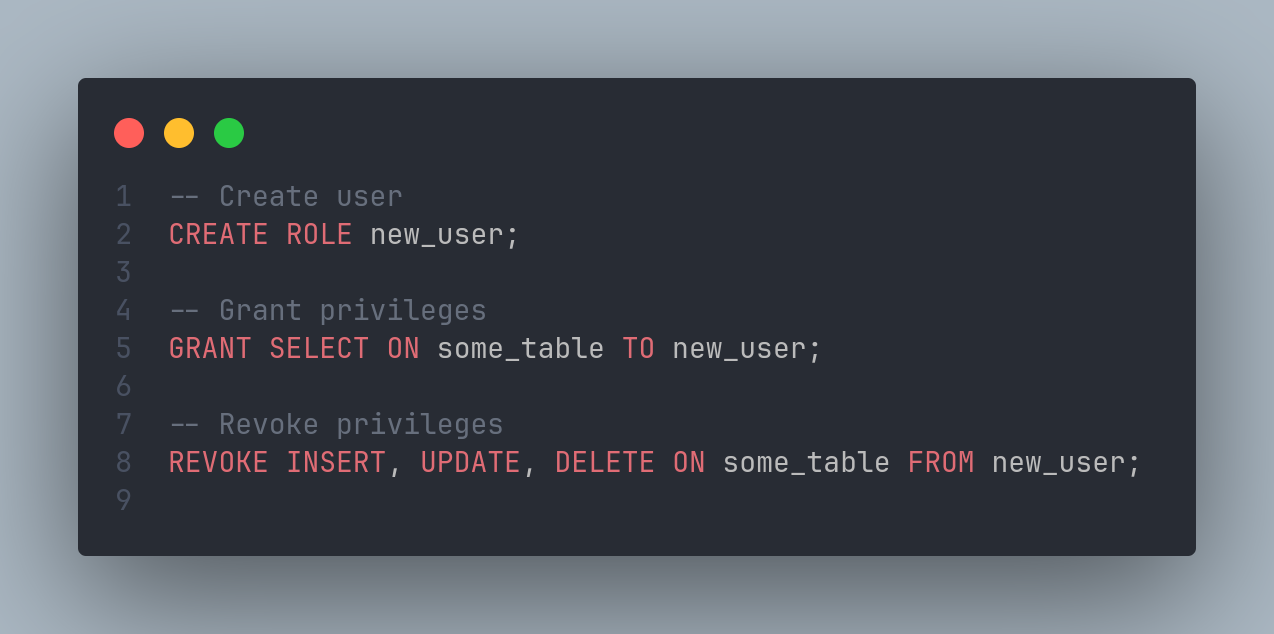 1 -- Create user
2 CREATE ROLE new_user;
3
4 -- Grant privileges
5 GRANT SELECT ON some_table TO new_user;
6
7 -- Revoke privileges
8 REVOKE INSERT, UPDATE, DELETE ON some_table FROM new_user;
9